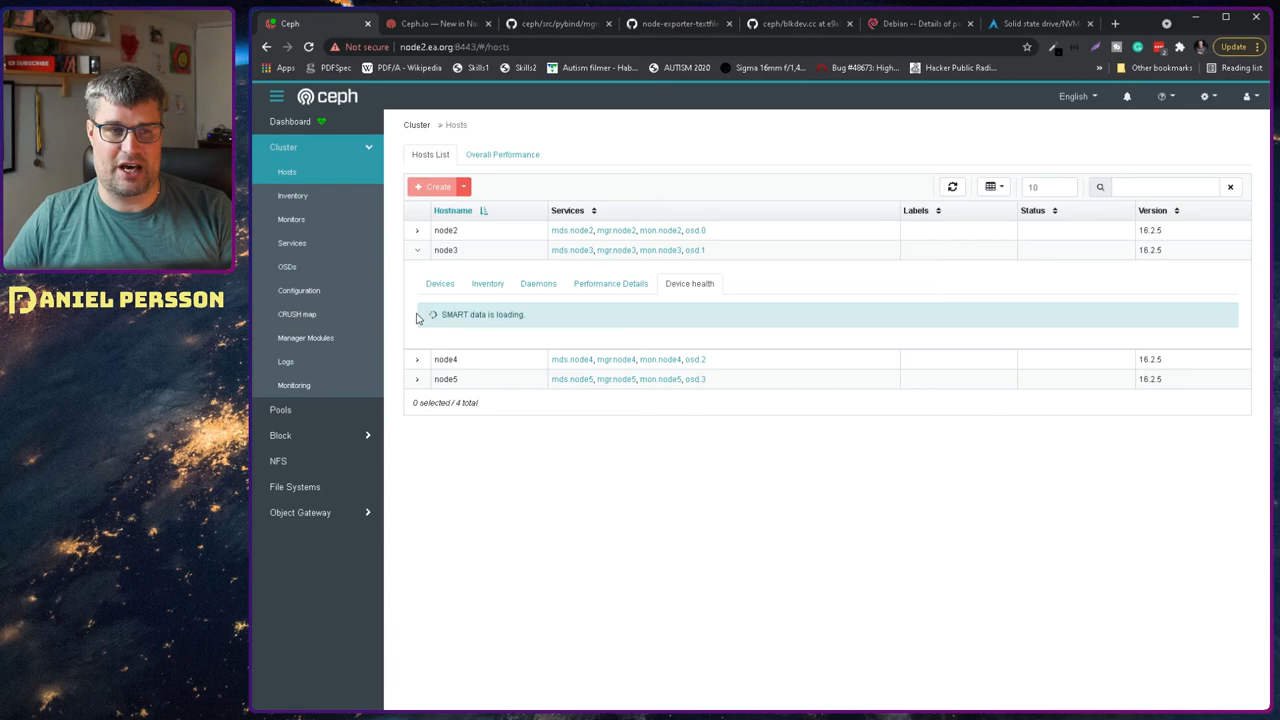 Ceph
Ceph.io — New in Na
ceph/src/pybind/mgr
node-exporter-textfil
ceph/blkdev.cc at e9
Debian -- Details of pa
Solid state drive/NVM
Not secure
node2.ea.org:8443/#/hosts
Update
Apps
PDFSpec
PDF/A - Wikipedia
Skills1
Skills2
Autism filmer - Hab...
AUTISM 2020
Sigma 16mm f/1,4...
Bug #48673: High...
Hacker Public Radi...
»
Other bookmarks
Reading list
ceph
English
Dashboard
Cluster
Hosts
Inventory
Monitors
Services
OSDs
Configuration
CRUSH map
Manager Modules
Logs
Monitoring
Pools
Block
NFS
File Systems
Object Gateway
Cluster » Hosts
Hosts List Overall Performance
+ Create 10
Hostname Services Labels Status Version
node2 mds.node2, mgr.node2, mon.node2, osd.0 16.2.5
node3 mds.node3, mgr.node3, mon.node3, osd.1 16.2.5
Devices Inventory Daemons Performance Details Device health
SMART data is loading.
node4 mds.node4, mgr.node4, mon.node4, osd.2 16.2.5
node5 mds.node5, mgr.node5, mon.node5, osd.3 16.2.5
0 selected / 4 total
DANIEL PERSSON